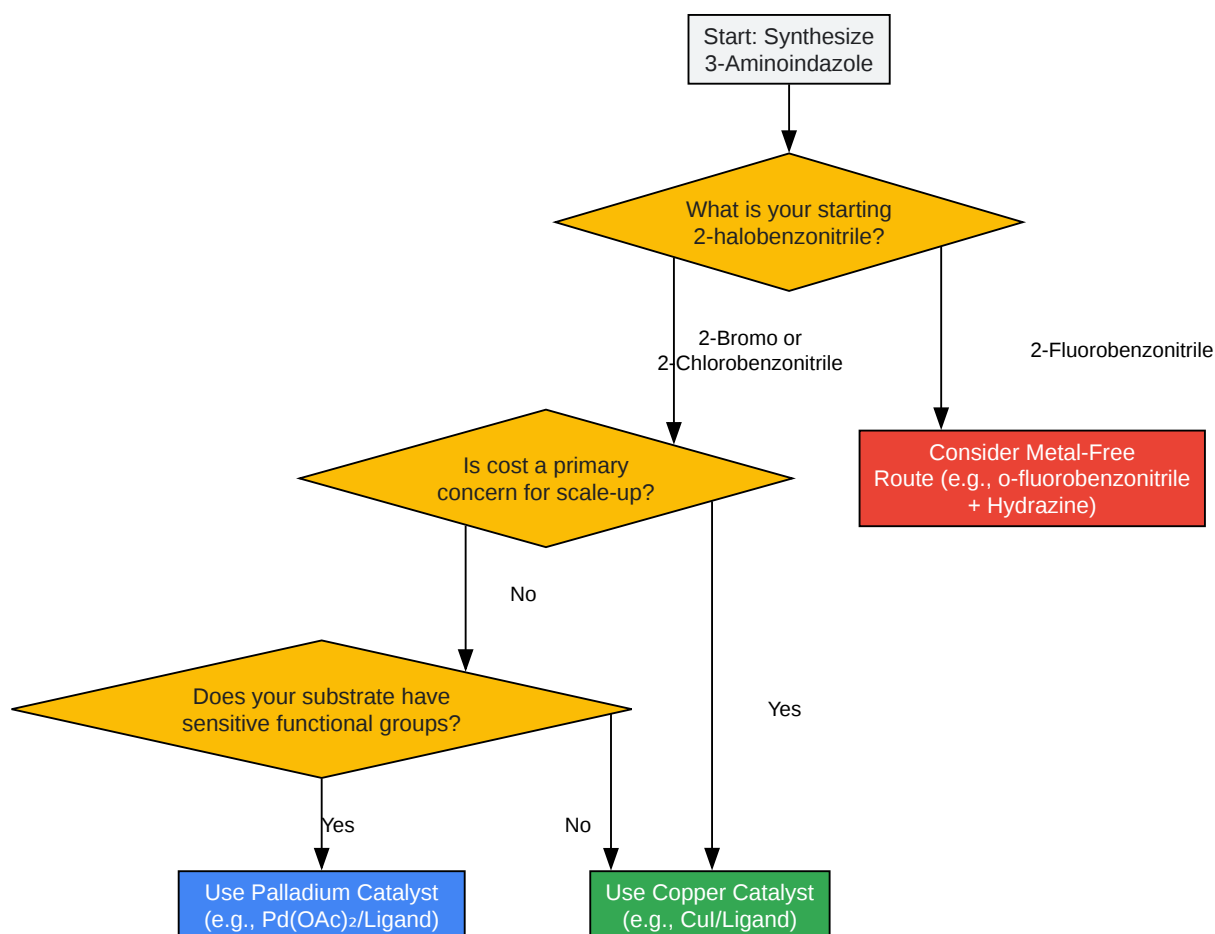 Start: Synthesize
3-Aminoindazole
What is your starting
2-halobenzonitrile?
2-Bromo or
2-Chlorobenzonitrile
2-Fluorobenzonitrile
Is cost a primary
concern for scale-up?
Consider Metal-Free
Route (e.g., o-fluorobenzonitrile
+ Hydrazine)
No
Does your substrate have
sensitive functional groups?
Yes
Yes
No
Use Palladium Catalyst
(e.g., Pd(OAc)₂/Ligand)
Use Copper Catalyst
(e.g., CuI/Ligand)